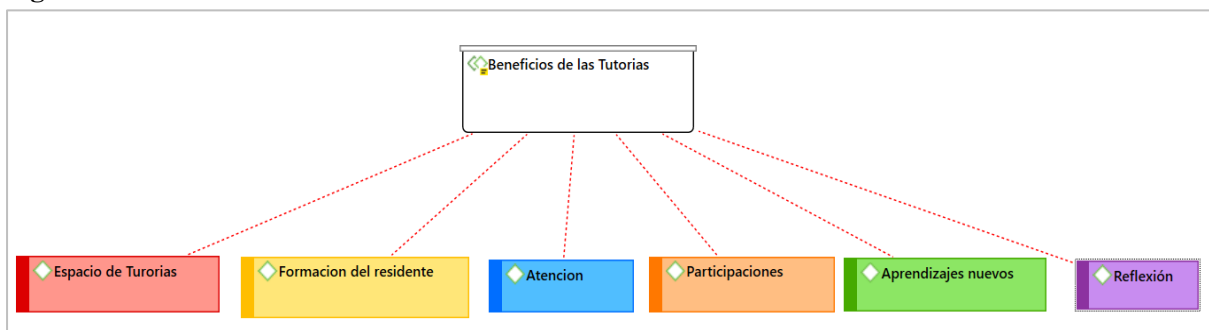 Beneficios de las Tutorias
Espacio de Turorias
Formacion del residente
Atencion
Participaciones
Aprendizajes nuevos
Reflexión